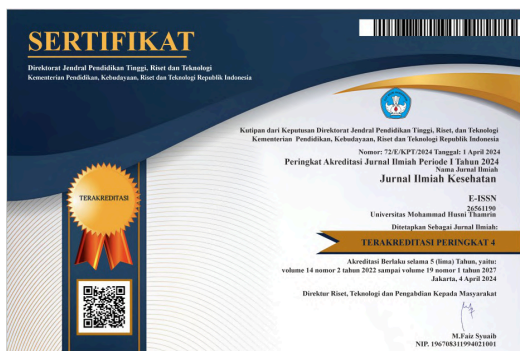 SERTIFIKAT
Direktorat Jendral Pendidikan Tinggi, Riset dan Teknologi
Kementerian Pendidikan, Kebudayaan, Riset dan Teknologi Republik Indonesia
Kutipan dari Keputusan Direktorat Jendral Pendidikan Tinggi, Riset, dan Teknologi
Kementerian Pendidikan, Kebudayaan, Riset dan Teknologi Republik Indonesia
Nomor: 72/E/KPT/2024 Tanggal: 1 April 2024
Peringkat Akreditasi Jurnal Ilmiah Periode I Tahun 2024
Nama Jurnal Ilmiah
Jurnal Ilmiah Kesehatan
E-ISSN
26561190
Universitas Mohammad Husni Thamrin
Ditetapkan Sebagai Jurnal Ilmiah:
TERAKREDITASI PERINGKAT 4
TERAKREDITASI
Akreditasi Berlaku selama 5 (lima) Tahun, yaitu:
volume 14 nomor 2 tahun 2022 sampai volume 19 nomor 1 tahun 2027
Jakarta, 4 April 2024
Direktur Riset, Teknologi dan Pengabdian Kepada Masyarakat
M.Faiz Syuaib
NIP. 196708311994021001